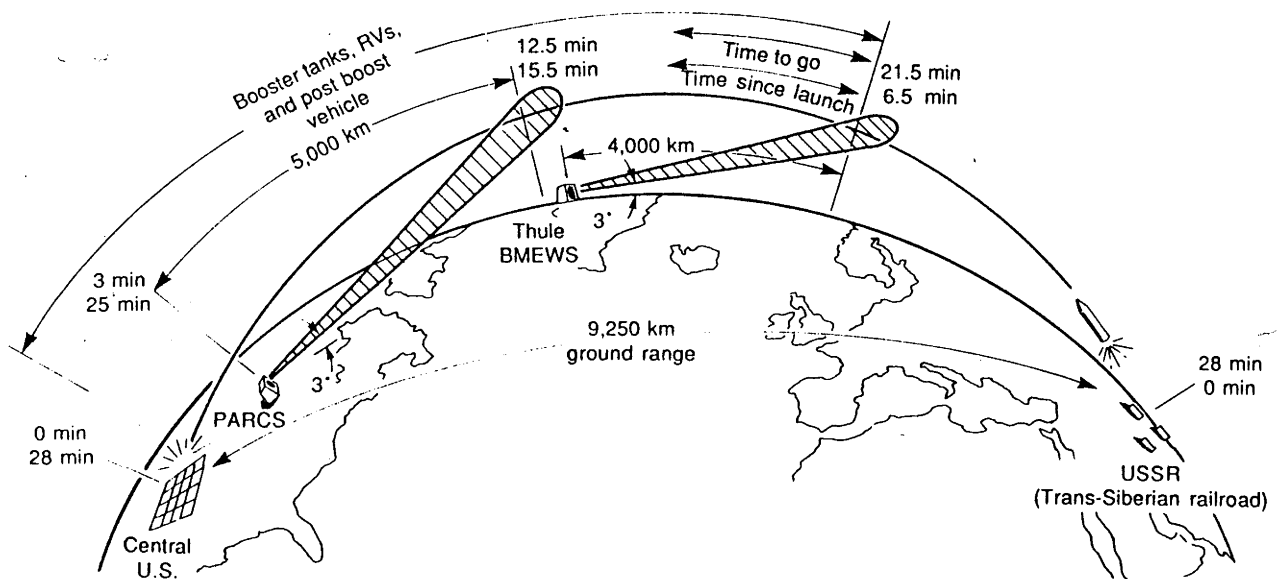 Booster tanks, RVs,
and post boost
vehicle
5,000 km
12.5 min
15.5 min
Time to go
Time since launch
21.5 min
6.5 min
4,000 km
3°
Thule
BMEWS
3 min
25 min
9,250 km
ground range
3°
PARCS
28 min
0 min
0 min
28 min
USSR
(Trans-Siberian railroad)
Central
U.S.